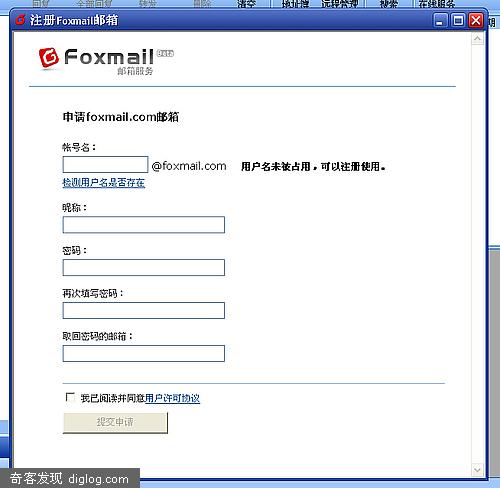 回复 全部回复 转发 删除 清空 地址簿 远程管理 搜索 在线服务
注册Foxmail邮箱
Foxmail Beta
邮箱服务
申请foxmail.com邮箱
帐号名：
@foxmail.com 用户名未被占用，可以注册使用。
检测用户名是否存在
昵称：
密码：
再次填写密码：
取回密码的邮箱：
我已阅读并同意用户许可协议
提交申请
奇客发现 diglog.com